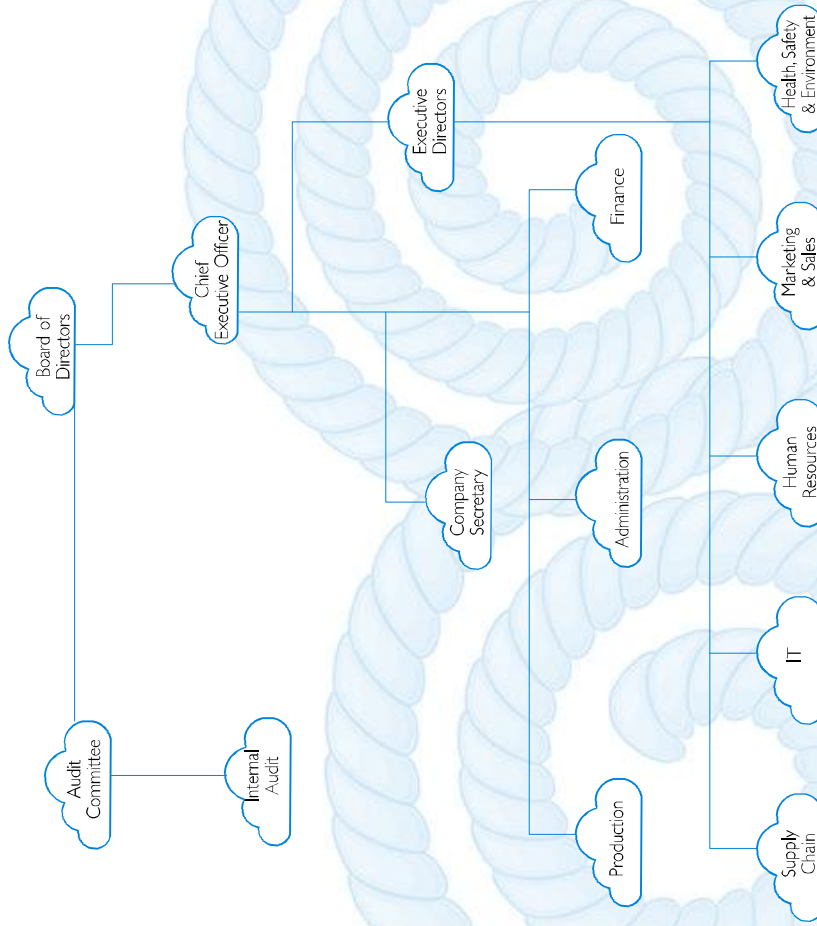 Board of
Directors
Audit
Committee
Chief
Executive Officer
Internal
Audit
Executive
Directors
Company
Secretary
Production
Administration
Finance
Supply
Chain
IT
Human
Resources
Marketing
& Sales
Health, Safety
& Environment